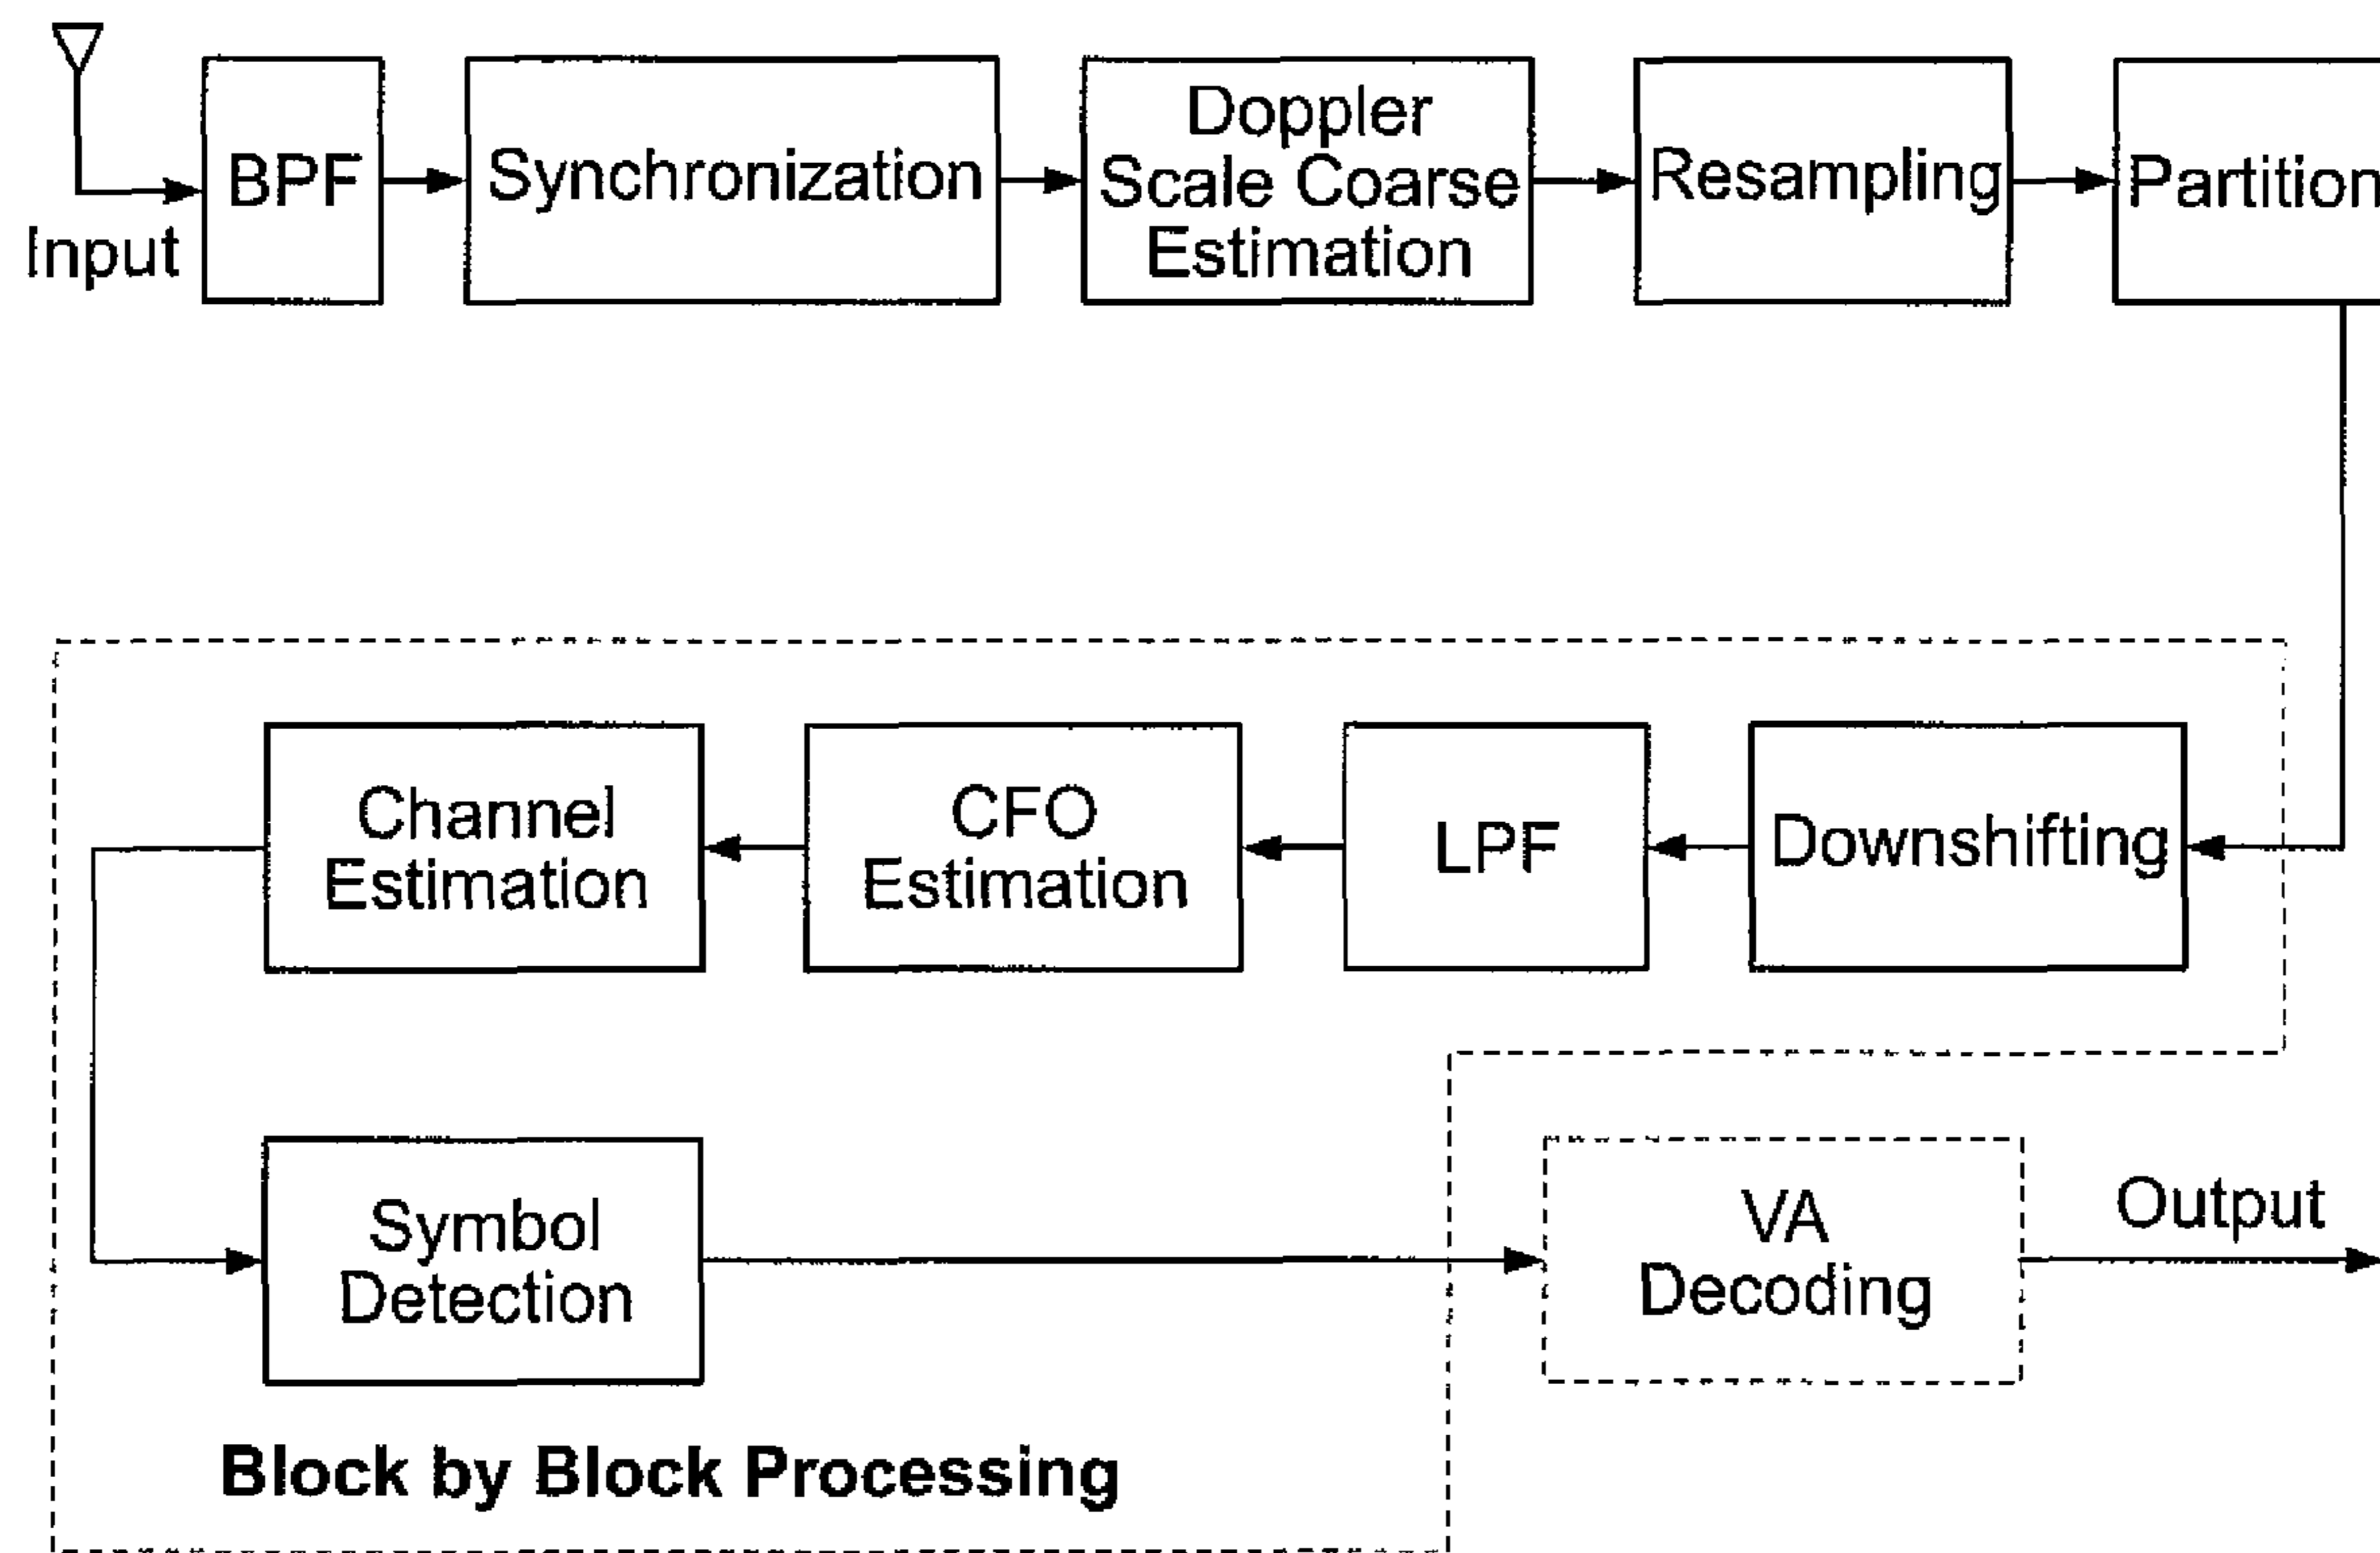 Input
BPF
Synchronization
Doppler
Scale Coarse
Estimation
Resampling
Partition
Downshifting
LPF
CFO
Estimation
Channel
Estimation
Symbol
Detection
VA
Decoding
Output
Block by Block Processing